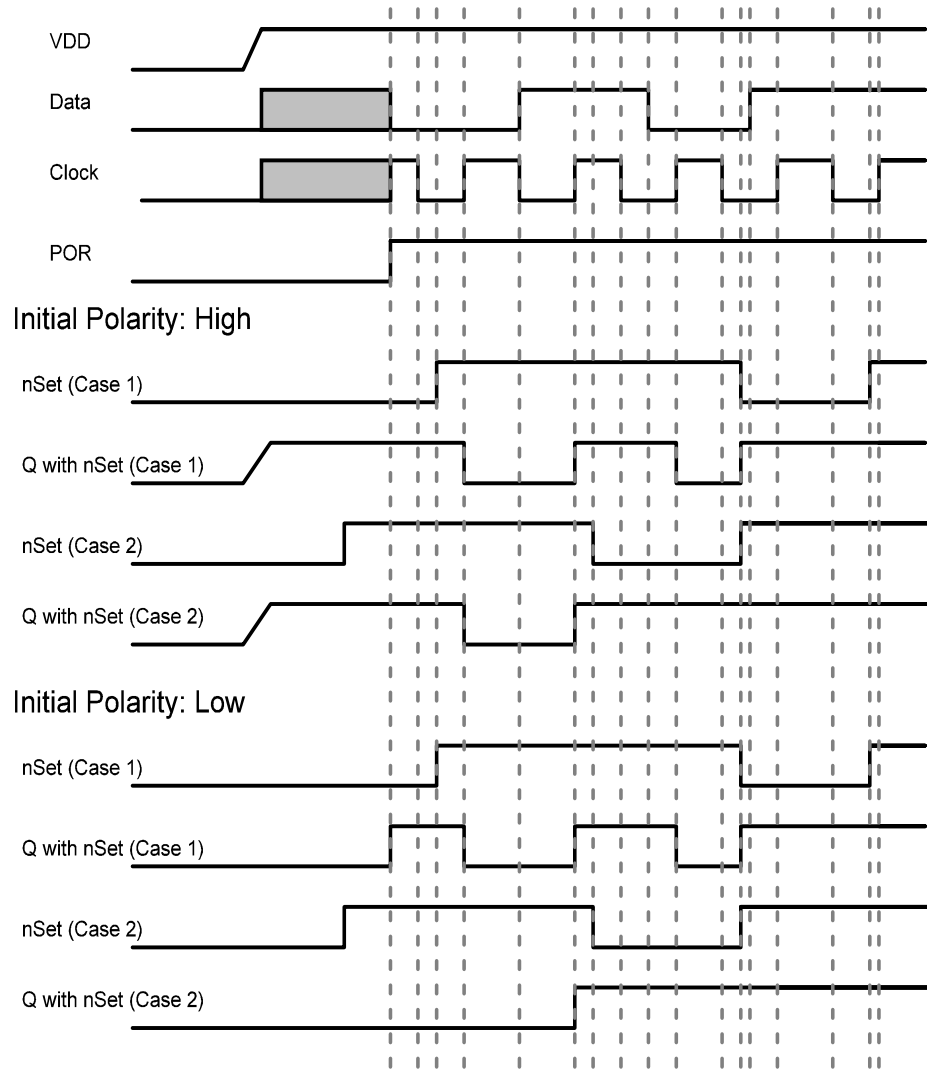 VDD
Data
Clock
POR
Initial Polarity: High
nSet (Case 1)
Q with nSet (Case 1)
nSet (Case 2)
Q with nSet (Case 2)
Initial Polarity: Low
nSet (Case 1)
Q with nSet (Case 1)
nSet (Case 2)
Q with nSet (Case 2)